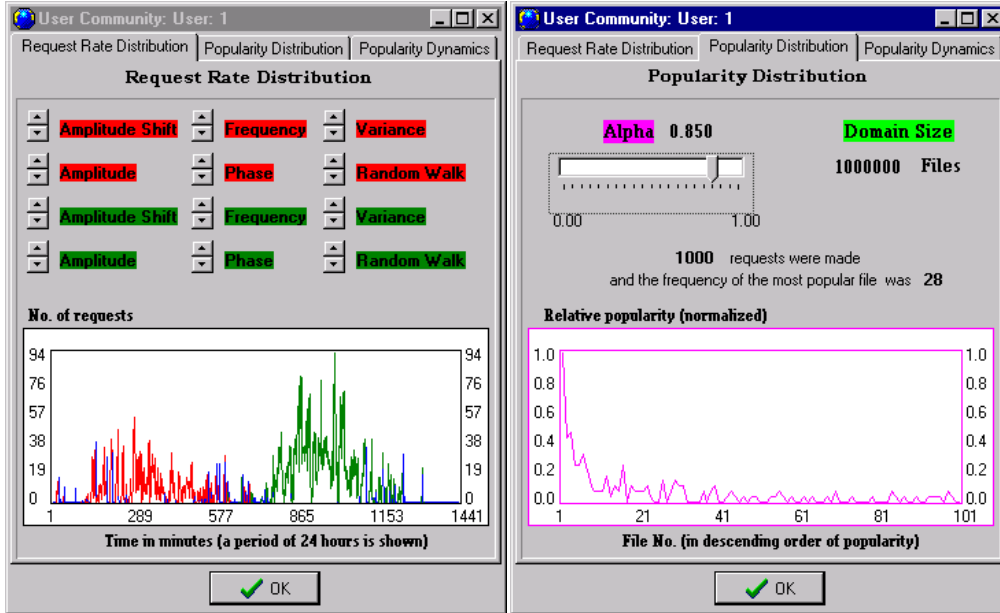 User Community: User: 1
Request Rate Distribution Popularity Distribution Popularity Dynamics
Request Rate Distribution
Amplitude Shift Frequency Variance
Amplitude Phase Random Walk
Amplitude Shift Frequency Variance
Amplitude Phase Random Walk
No. of requests
94 94
76 76
57 57
38 38
19 19
0 0
1 289 577 865 1153 1441
Time in minutes (a period of 24 hours is shown)
OK
User Community: User: 1
Request Rate Distribution Popularity Distribution Popularity Dynamics
Popularity Distribution
Alpha 0.850 Domain Size
1000000 Files
0.00 1.00
1000 requests were made
and the frequency of the most popular file was 28
Relative popularity (normalized)
1.0 1.0
0.8 0.8
0.6 0.6
0.4 0.4
0.2 0.2
0.0 0.0
1 21 41 61 81 101
File No. (in descending order of popularity)
OK